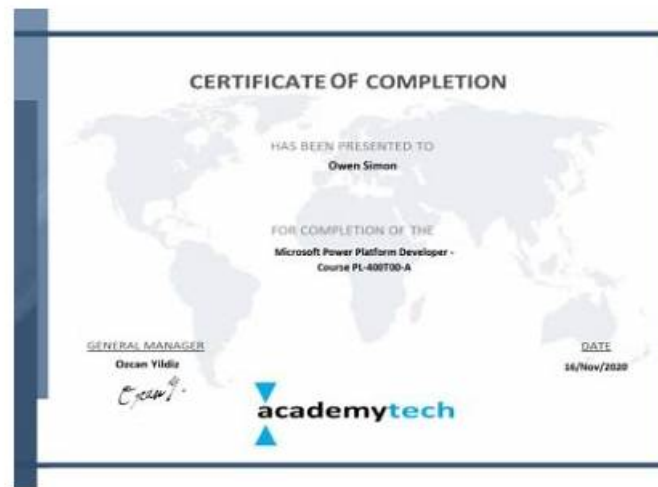 CERTIFICATE OF COMPLETION
HAS BEEN PRESENTED TO
Owen Simon
FOR COMPLETION OF THE
Microsoft Power Platform Developer -
Course PL-400T00-A
GENERAL MANAGER
Ozcan Yildiz
DATE
16/Nov/2020
academytech